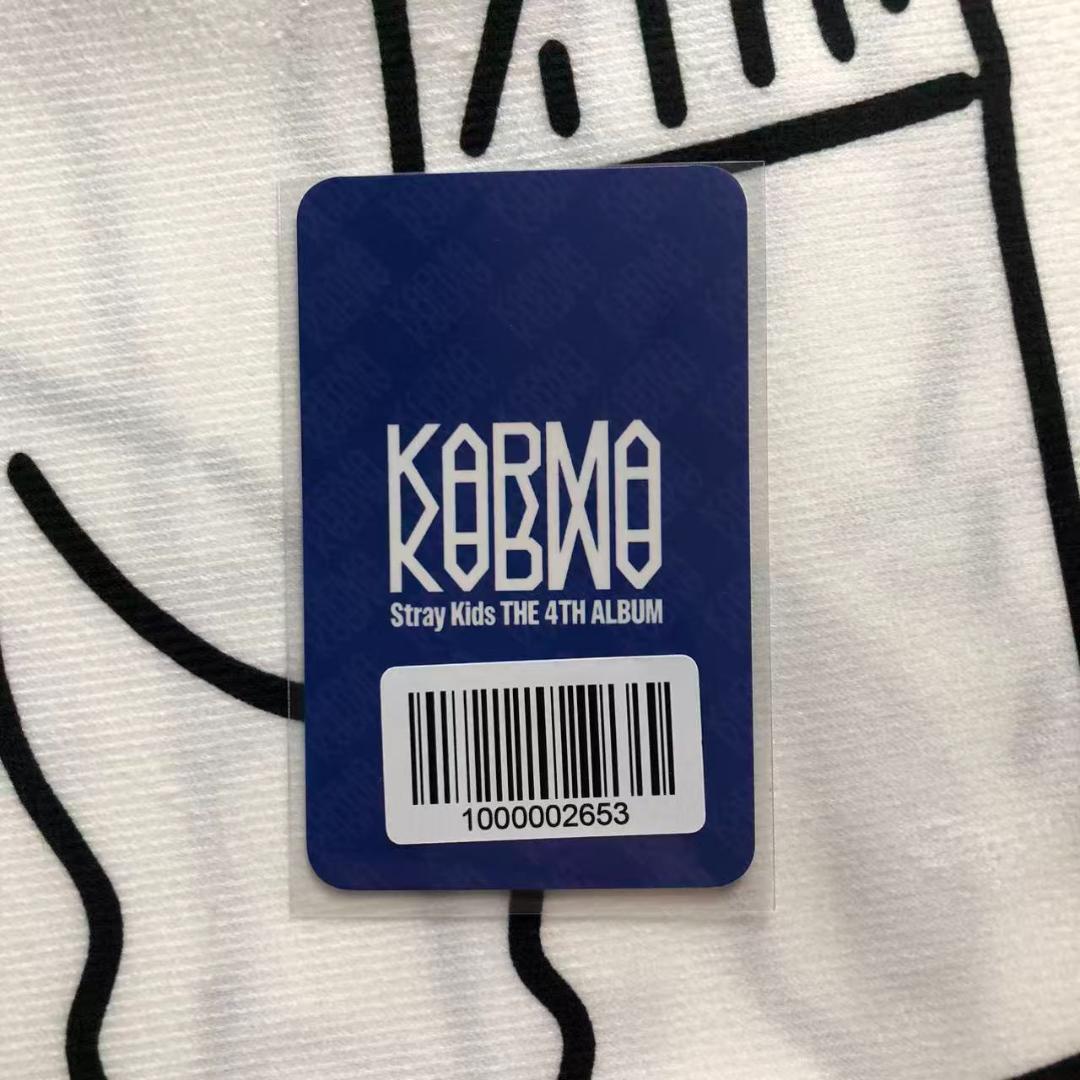 KARMA
Stray Kids THE 4TH ALBUM
1000002653